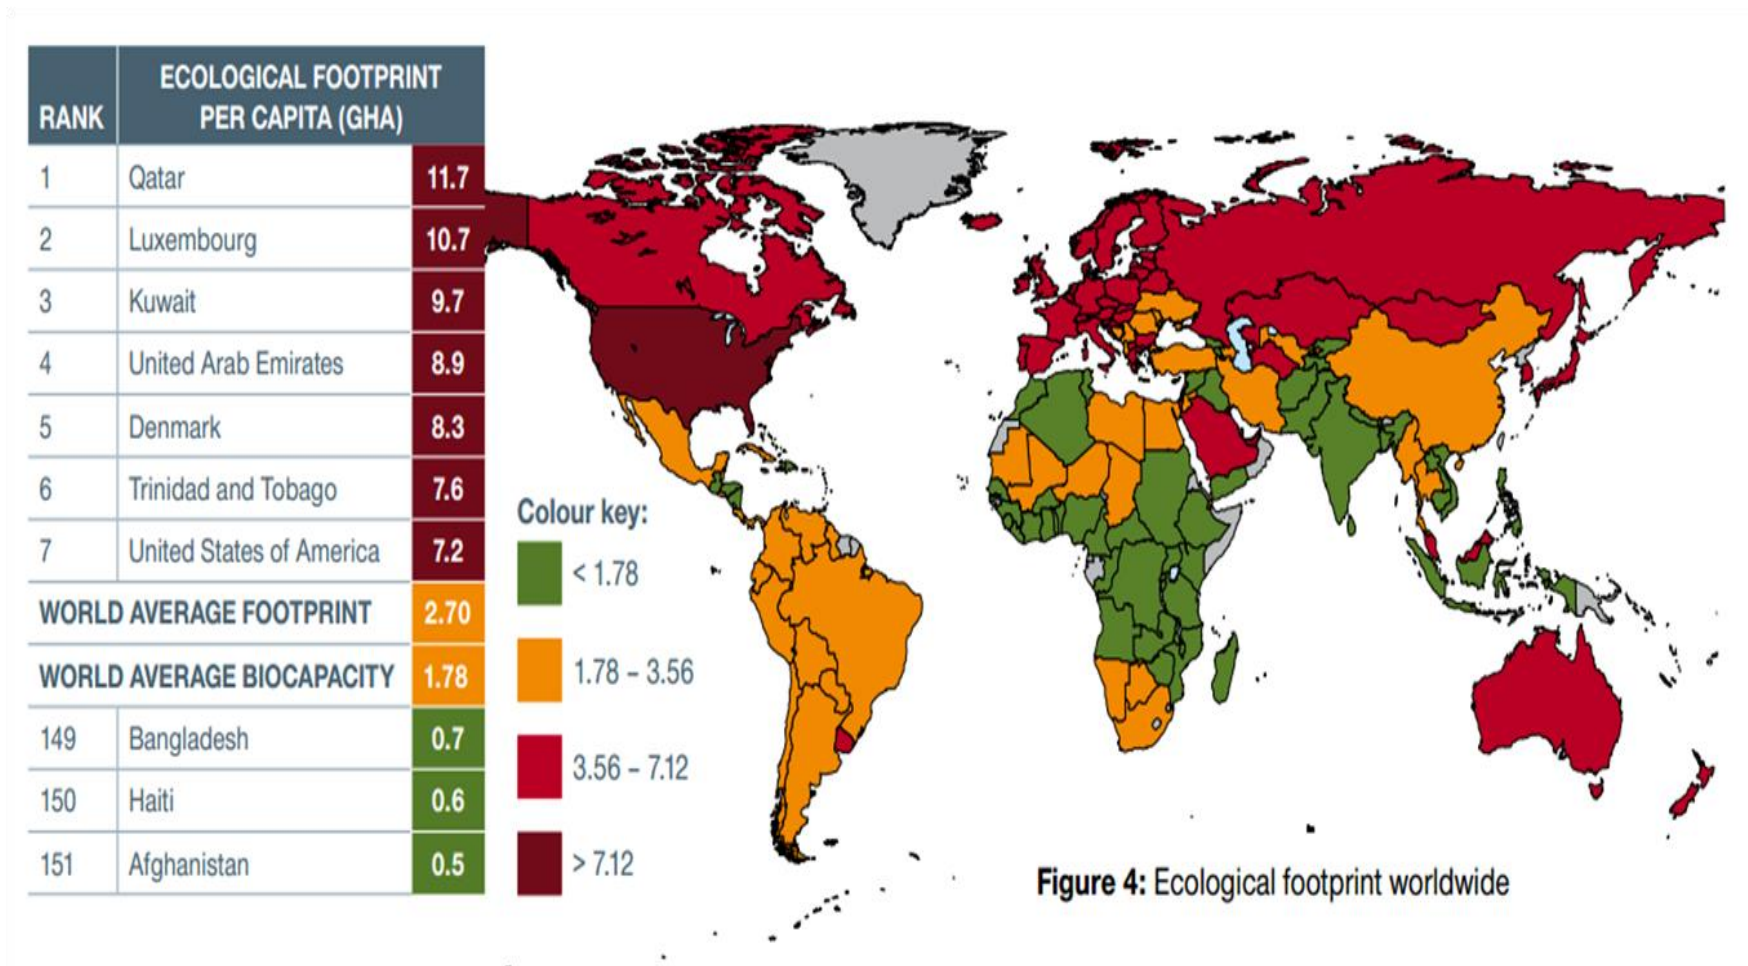 RANK
ECOLOGICAL FOOTPRINT
PER CAPITA (GHA)
1 Qatar 11.7
2 Luxembourg 10.7
3 Kuwait 9.7
4 United Arab Emirates 8.9
5 Denmark 8.3
6 Trinidad and Tobago 7.6
7 United States of America 7.2
WORLD AVERAGE FOOTPRINT 2.70
WORLD AVERAGE BIOCAPACITY 1.78
149 Bangladesh 0.7
150 Haiti 0.6
151 Afghanistan 0.5
Colour key:
< 1.78
1.78 – 3.56
3.56 – 7.12
> 7.12
Figure 4: Ecological footprint worldwide